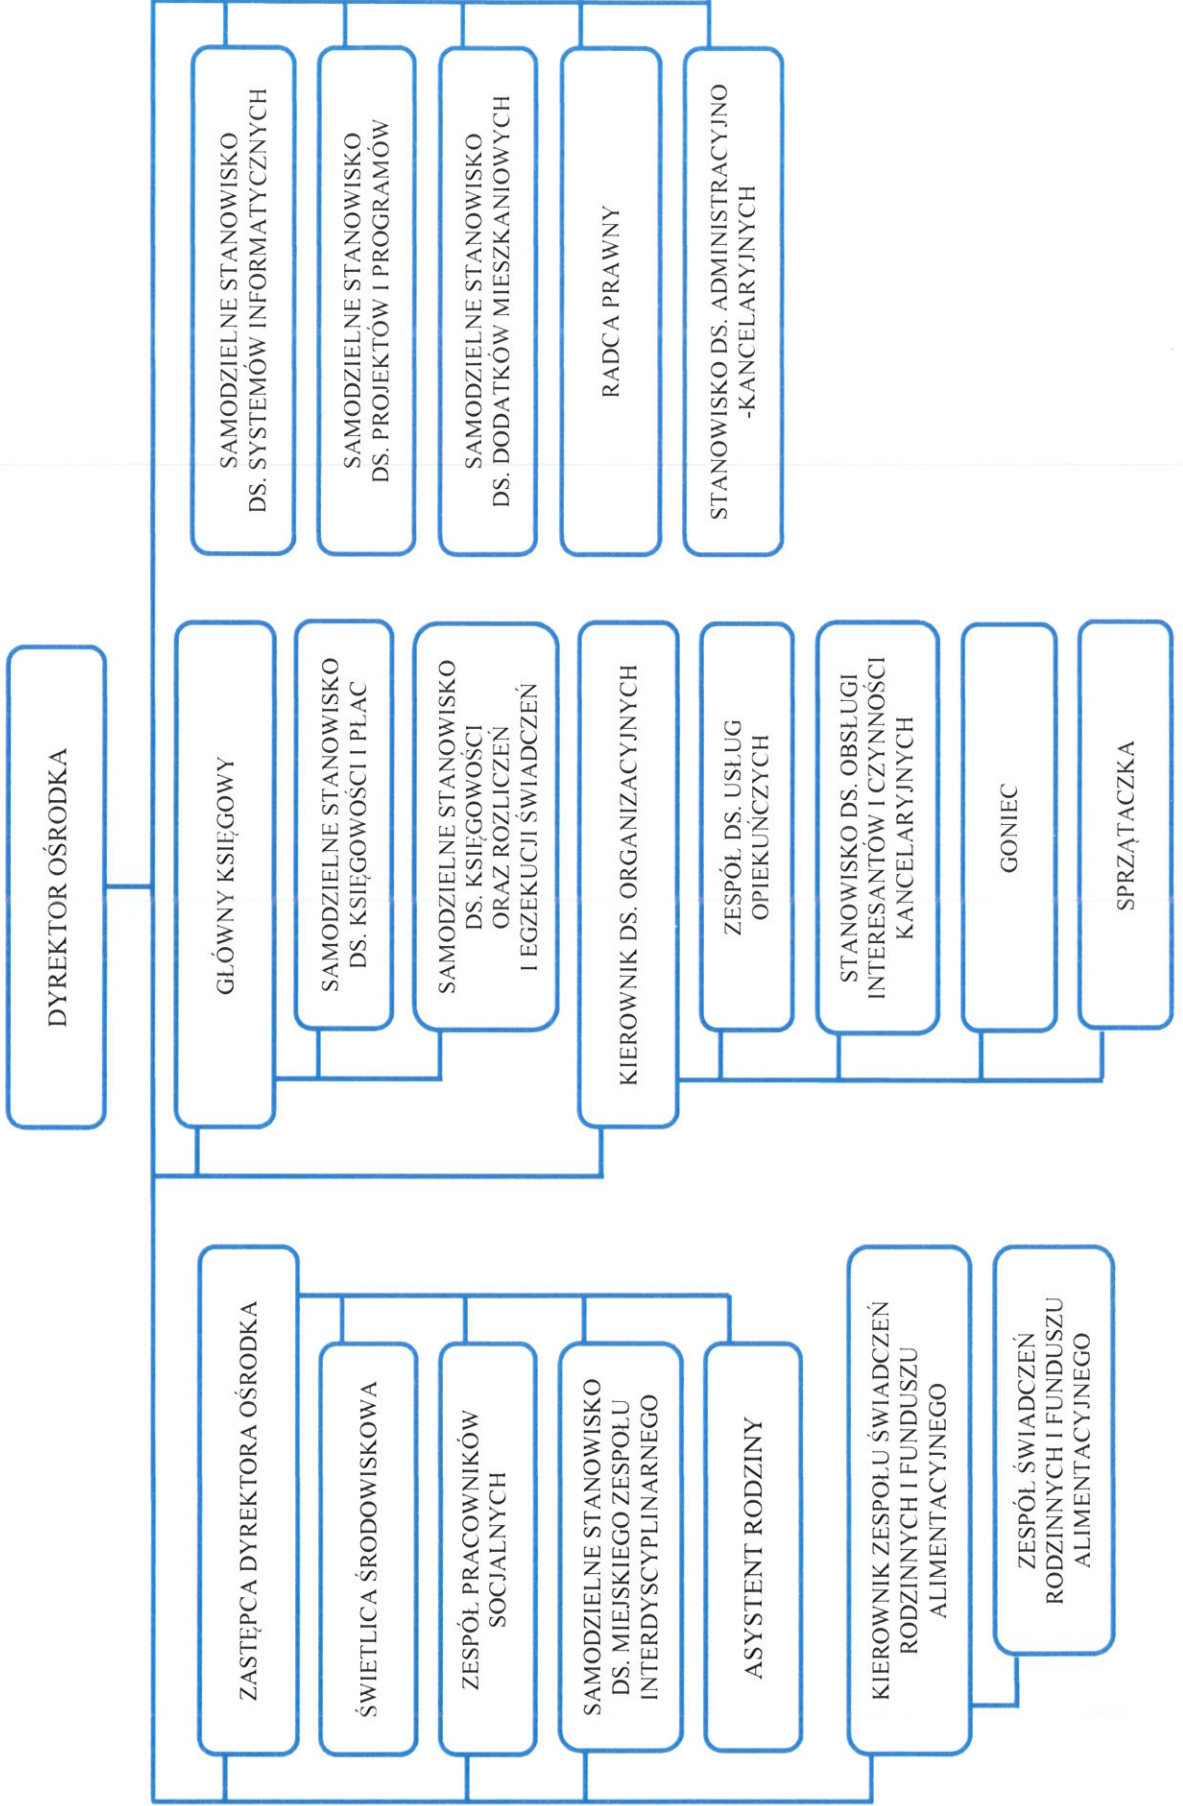 DYREKTOR OŚRODKA
ZASTĘPCA DYREKTORA OŚRODKA
ŚWIETLICA ŚRODOWISKOWA
ZESPÓŁ PRACOWNIKÓW
SOCJALNYCH
SAMODZIELNE STANOWISKO
DS. MIEJSKIEGO ZESPOŁU
INTERDYSCYPLINARNEGO
ASYSTENT RODZINY
KIEROWNIK ZESPOŁU ŚWIADCZEŃ
RODZINNYCH I FUNDUSZU
ALIMENTACYJNEGO
ZESPÓŁ ŚWIADCZEŃ
RODZINNYCH I FUNDUSZU
ALIMENTACYJNEGO
GŁÓWNY KSIĘGOWY
SAMODZIELNE STANOWISKO
DS. KSIĘGOWOŚCI I PŁAC
SAMODZIELNE STANOWISKO
DS. KSIĘGOWOŚCI
ORAZ ROZLICZEŃ
I EGZEKUCJI ŚWIADCZEŃ
KIEROWNIK DS. ORGANIZACYJNYCH
ZESPÓŁ DS. USŁUG
OPIEKUŃCZYCH
STANOWISKO DS. OBSŁUGI
INTERESANTÓW I CZYNNOŚCI
KANCELARYJNYCH
GONIEC
SPRZĄTACZKA
SAMODZIELNE STANOWISKO
DS. SYSTEMÓW INFORMATYCZNYCH
SAMODZIELNE STANOWISKO
DS. PROJEKTÓW I PROGRAMÓW
SAMODZIELNE STANOWISKO
DS. DODATKÓW MIESZKANIOWYCH
RADCA PRAWNY
STANOWISKO DS. ADMINISTRACYJNO
-KANCELARYJNYCH